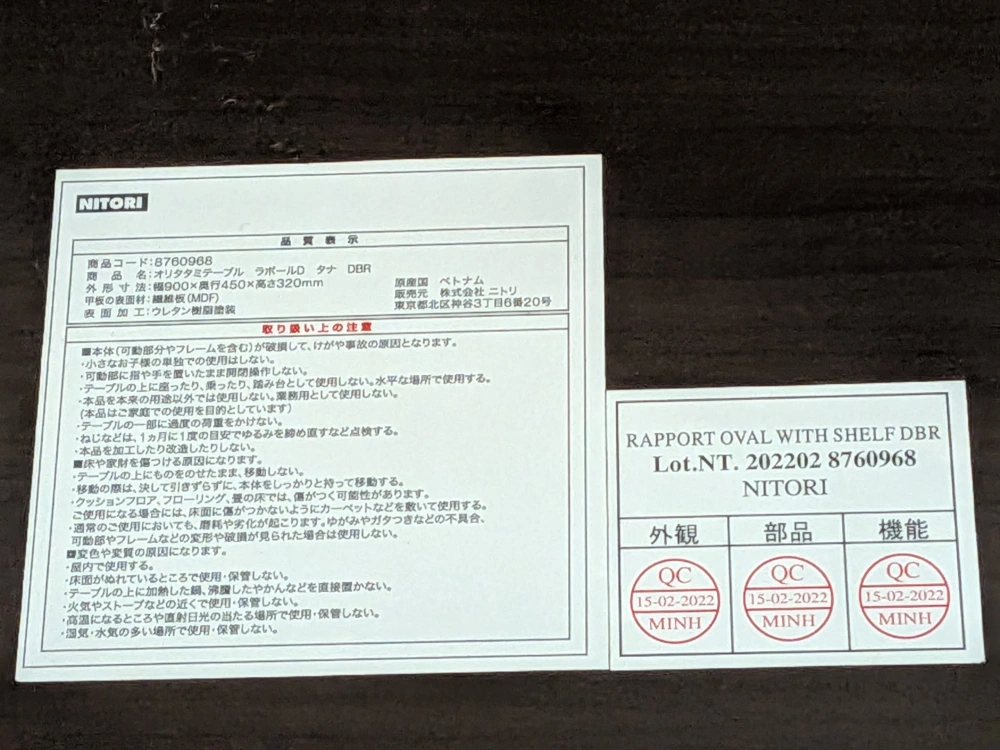 NITORI
品質表示
商品コード:8760968
商品名:オリタタミテーブル ラポールD タナ DBR
外形寸法:幅900×奥行450×高さ320mm
甲板の表面材:繊維板(MDF)
表面加工:ウレタン樹脂塗装
原産国 ベトナム
販売元 株式会社 ニトリ
東京都北区神谷3丁目6番20号
取り扱い上の注意
■本体(可動部分やフレームを含む)が破損して、けがや事故の原因となります。
・小さなお子様の単独での使用はしない。
・可動部に指や手を置いたまま開閉操作しない。
・テーブルの上に座ったり、乗ったり、踏み台として使用しない。水平な場所で使用する。
・本品を本来の用途以外では使用しない。業務用として使用しない。
(本品はご家庭での使用を目的としています)
・テーブルの一部に過度の荷重をかけない。
・ねじなどは、1ヵ月に1度の目安でゆるみを締め直すなど点検する。
・本品を加工したり改造したりしない。
■床や家財を傷つける原因になります。
・テーブルの上にものをのせたまま、移動しない。
・移動の際は、決して引きずらずに、本体をしっかりと持って移動する。
・クッションフロア、フローリング、畳の床では、傷がつく可能性があります。
ご使用になる場合には、床面に傷がつかないようにカーペットなどを敷いて使用する。
・通常のご使用においても、磨耗や劣化が起こります。ゆがみやガタつきなどの不具合、
可動部やフレームなどの変形や破損が見られた場合は使用しない。
■変色や変質の原因になります。
・屋内で使用する。
・床面がぬれているところで使用・保管しない。
・テーブルの上に加熱した鍋、沸騰したやかんなどを直接置かない。
・火気やストーブなどの近くで使用・保管しない。
・高温になるところや直射日光の当たる場所で使用・保管しない。
・湿気・水気の多い場所で使用・保管しない。
RAPPORT OVAL WITH SHELF DBR
Lot.NT. 202202 8760968
NITORI
外観 部品 機能
QC QC QC
15-02-2022 15-02-2022 15-02-2022
MINH MINH MINH